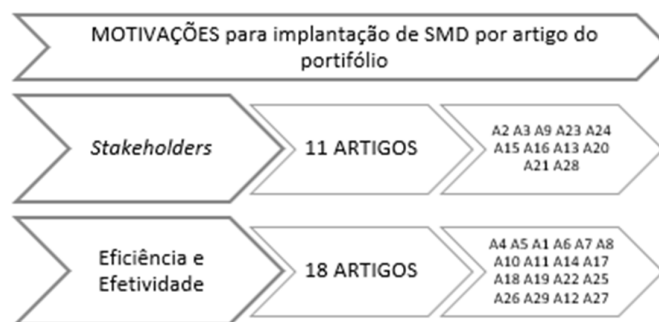 MOTIVAÇÕES para implantação de SMD por artigo do
portifólio
Stakeholders
11 ARTIGOS
A2 A3 A9 A23 A24
A15 A16 A13 A20
A21 A28
Eficiência e
Efetividade
18 ARTIGOS
A4 A5 A1 A6 A7 A8
A10 A11 A14 A17
A18 A19 A22 A25
A26 A29 A12 A27